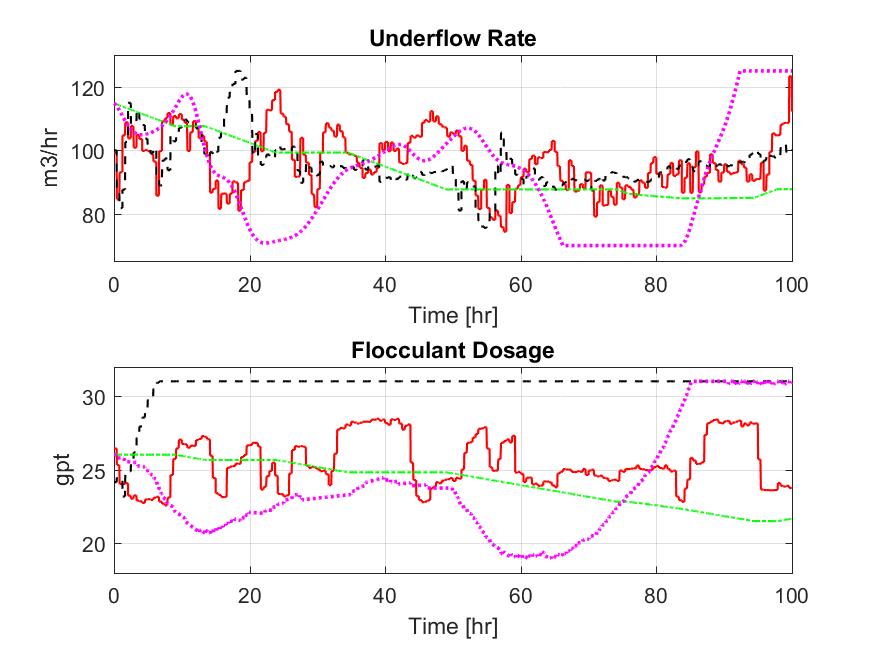 Underflow Rate
120
100
80
m3/hr
0 20 40 60 80 100
Time [hr]
Flocculant Dosage
30
25
20
gpt
0 20 40 60 80 100
Time [hr]